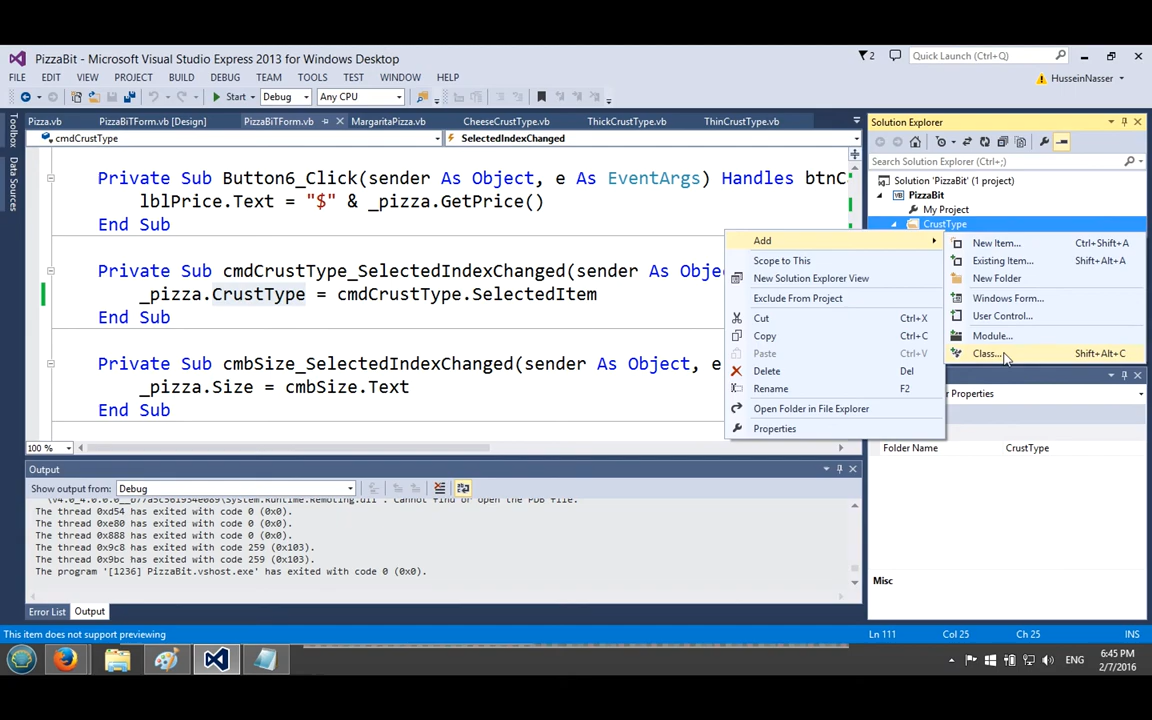 PizzaBit - Microsoft Visual Studio Express 2013 for Windows Desktop
2
Quick Launch (Ctrl+Q)
FILE EDIT VIEW PROJECT BUILD DEBUG TEAM TOOLS TEST WINDOW HELP
HusseinNasser
Start Debug Any CPU
Toolbox
Data Sources
Pizza.vb PizzaBiTForm.vb [Design] PizzaBiTForm.vb MargaritaPizza.vb CheeseCrustType.vb ThickCrustType.vb ThinCrustType.vb
cmdCrustType SelectedIndexChanged
Private Sub Button6_Click(sender As Object, e As EventArgs) Handles btnC
lblPrice.Text = "$" & _pizza.GetPrice()
End Sub
Private Sub cmdCrustType_SelectedIndexChanged(sender As Obje
_pizza.CrustType = cmdCrustType.SelectedItem
End Sub
Private Sub cmbSize_SelectedIndexChanged(sender As Object, e
_pizza.Size = cmbSize.Text
End Sub
100 %
Solution Explorer
Search Solution Explorer (Ctrl+;)
Solution 'PizzaBit' (1 project)
PizzaBit
My Project
CrustType
Add
Scope to This
New Solution Explorer View
Exclude From Project
Cut Ctrl+X
Copy Ctrl+C
Paste Ctrl+V
Delete Del
Rename F2
Open Folder in File Explorer
Properties
New Item... Ctrl+Shift+A
Existing Item... Shift+Alt+A
New Folder
Windows Form...
User Control...
Module...
Class... Shift+Alt+C
Properties
Folder Name CrustType
Misc
Output
Show output from: Debug
The thread 0xd54 has exited with code 0 (0x0).
The thread 0xe80 has exited with code 0 (0x0).
The thread 0x888 has exited with code 0 (0x0).
The thread 0x9c8 has exited with code 259 (0x103).
The thread 0x9bc has exited with code 259 (0x103).
The program '[1236] PizzaBit.vshost.exe' has exited with code 0 (0x0).
Error List Output
This item does not support previewing Ln 111 Col 25 Ch 25 INS
ENG
6:45 PM
2/7/2016